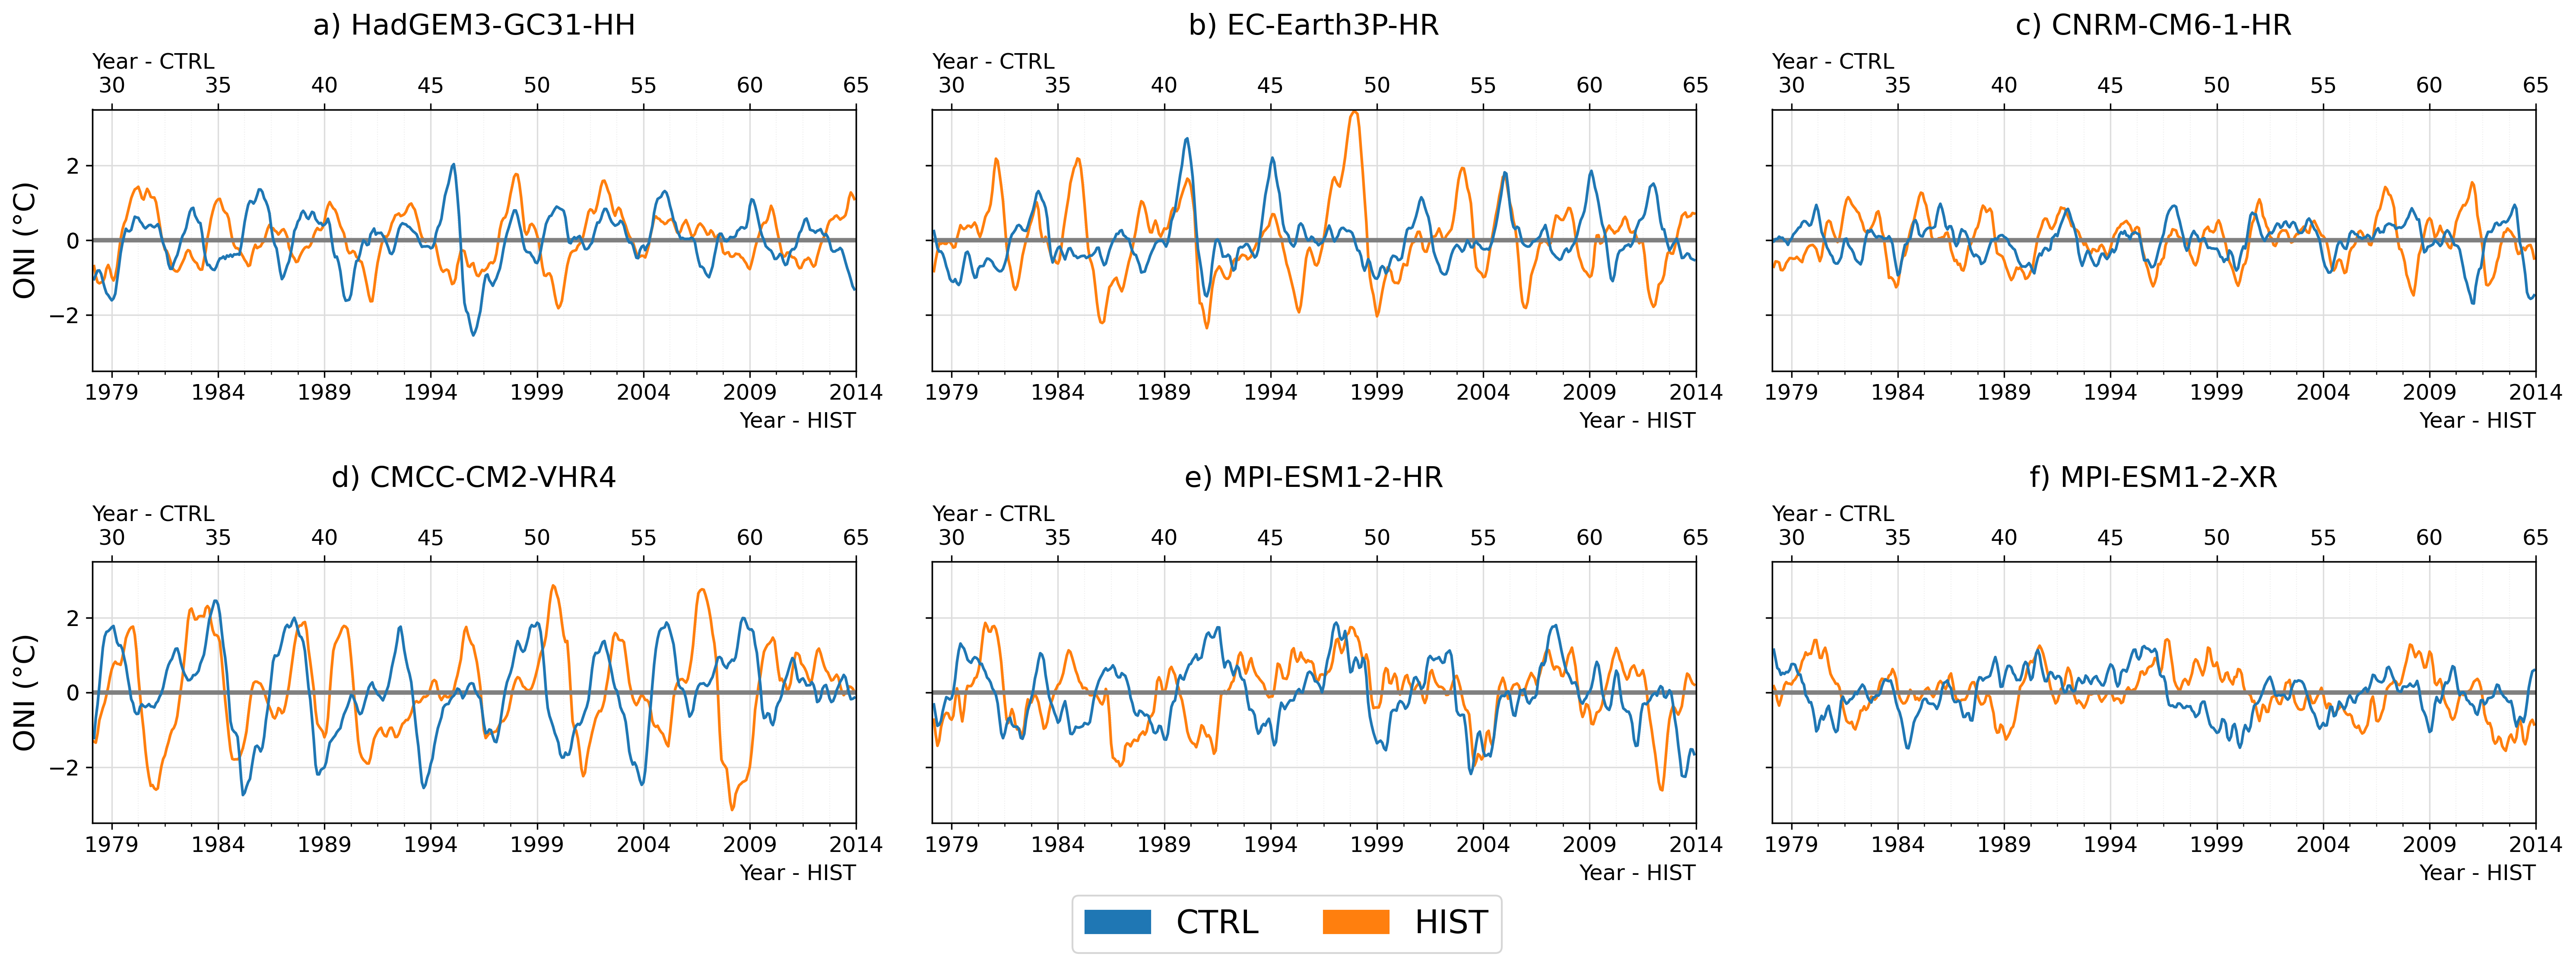 a) HadGEM3-GC31-HH
b) EC-Earth3P-HR
c) CNRM-CM6-1-HR
Year - CTRL
Year - CTRL
Year - CTRL
30 35 40 45 50 55 60 65
30 35 40 45 50 55 60 65
30 35 40 45 50 55 60 65
ONI (°C)
2
0
−2
1979 1984 1989 1994 1999 2004 2009 2014
1979 1984 1989 1994 1999 2004 2009 2014
1979 1984 1989 1994 1999 2004 2009 2014
Year - HIST
Year - HIST
Year - HIST
d) CMCC-CM2-VHR4
e) MPI-ESM1-2-HR
f) MPI-ESM1-2-XR
Year - CTRL
Year - CTRL
Year - CTRL
30 35 40 45 50 55 60 65
30 35 40 45 50 55 60 65
30 35 40 45 50 55 60 65
ONI (°C)
2
0
−2
1979 1984 1989 1994 1999 2004 2009 2014
1979 1984 1989 1994 1999 2004 2009 2014
1979 1984 1989 1994 1999 2004 2009 2014
Year - HIST
Year - HIST
Year - HIST
CTRL HIST